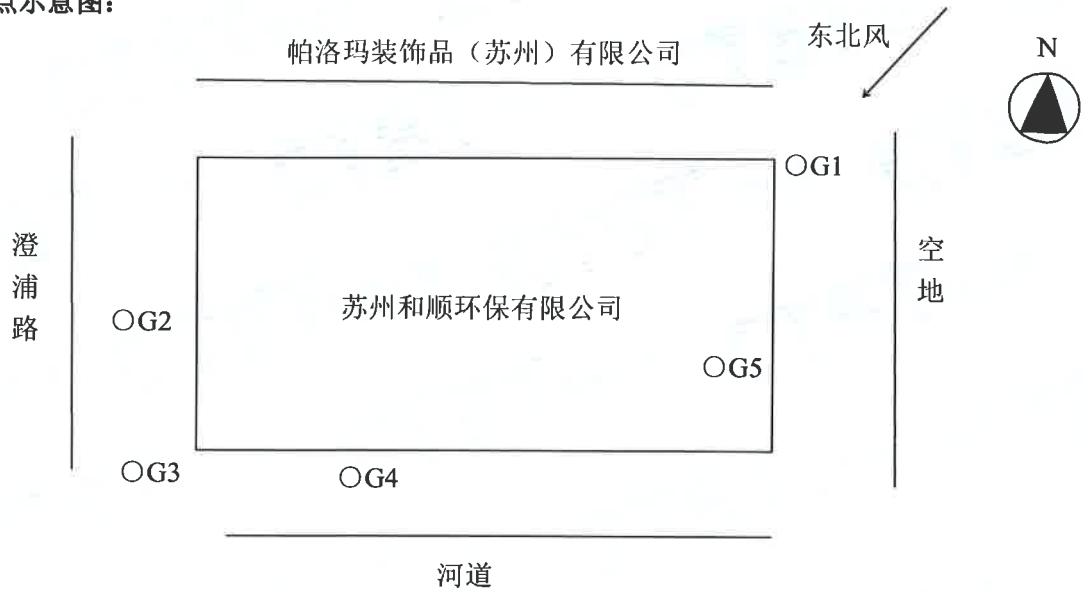 点示意图：
帕洛玛装饰品（苏州）有限公司
东北风
N
○G1
澄浦路
空地
苏州和顺环保有限公司
○G2
○G5
○G3
○G4
河道